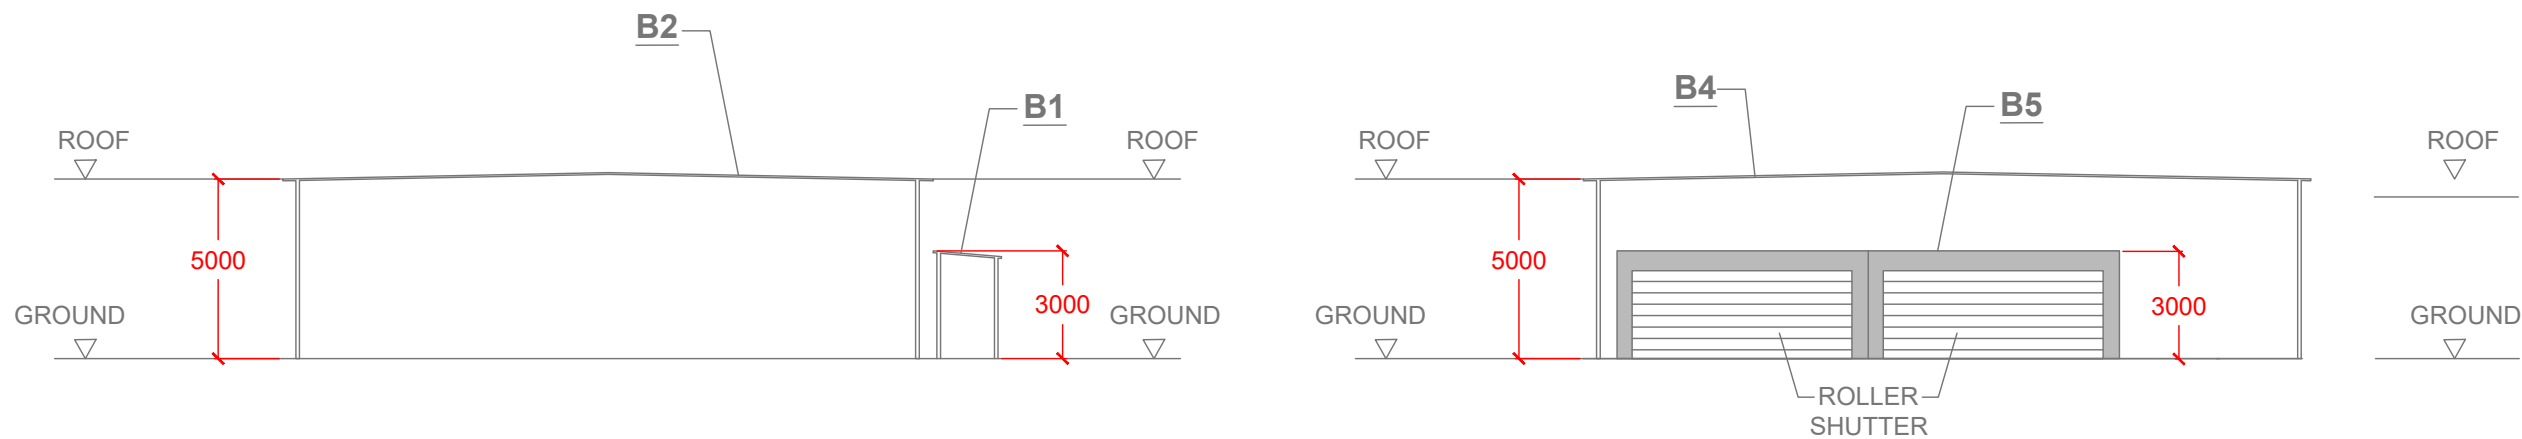 B2
B4
B1
B5
ROOF
ROOF
ROOF
ROOF
5000
5000
3000
3000
GROUND
GROUND
GROUND
GROUND
ROLLER
SHUTTER